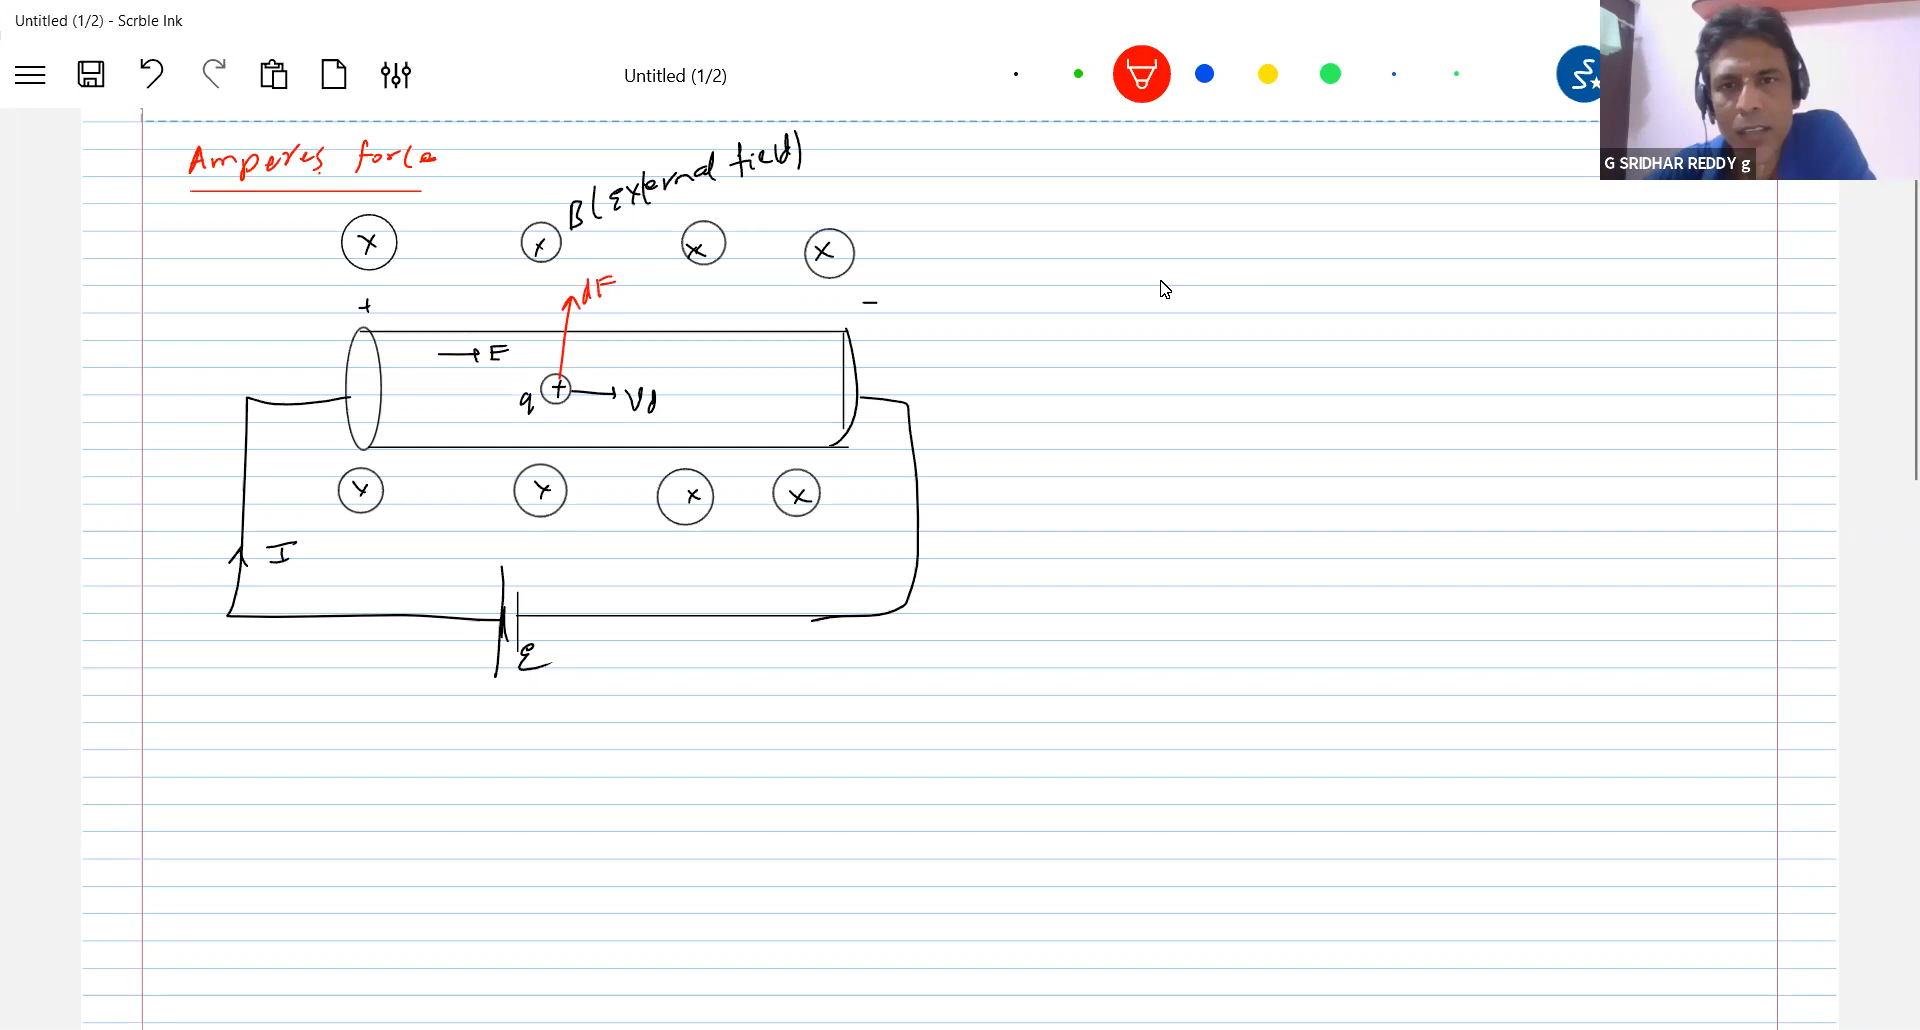 Untitled (1/2) - Scrble Ink
Untitled (1/2)
G SRIDHAR REDDY g
Amperes force
B (External field)
x x x x
+ -
dF
→ E
q + → Vd
x x x x
I
ε